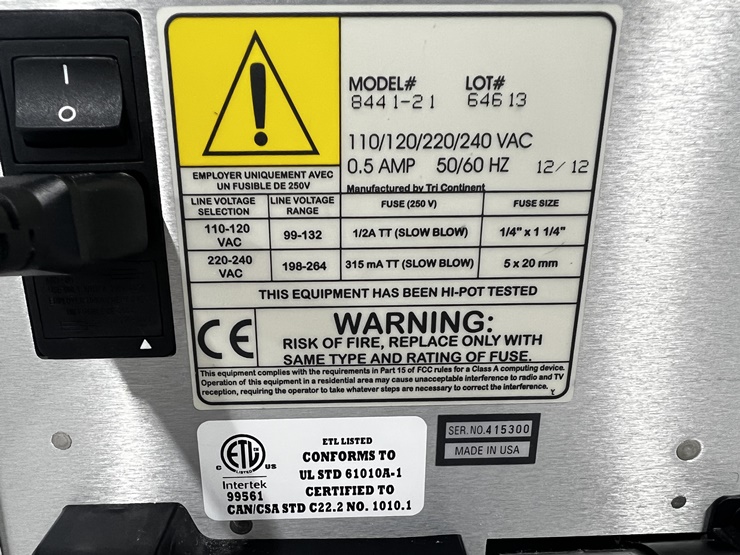 MODEL# LOT#
8441-21 64613
110/120/220/240 VAC
0.5 AMP 50/60 HZ 12/12
Manufactured by Tri Continent
EMPLOYER UNIQUEMENT AVEC
UN FUSIBLE DE 250V
LINE VOLTAGE SELECTION LINE VOLTAGE RANGE FUSE (250 V) FUSE SIZE
110-120 VAC 99-132 1/2A TT (SLOW BLOW) 1/4" x 1 1/4"
220-240 VAC 198-264 315 mA TT (SLOW BLOW) 5 x 20 mm
THIS EQUIPMENT HAS BEEN HI-POT TESTED
CE
WARNING:
RISK OF FIRE, REPLACE ONLY WITH
SAME TYPE AND RATING OF FUSE.
This equipment complies with the requirements in Part 15 of FCC rules for a Class A computing device.
Operation of this equipment in a residential area may cause unacceptable interference to radio and TV
reception, requiring the operator to take whatever steps are necessary to correct the interference.
SER. NO. 415300
MADE IN USA
C ETL US
LISTED
Intertek
99561
ETL LISTED
CONFORMS TO
UL STD 61010A-1
CERTIFIED TO
CAN/CSA STD C22.2 NO. 1010.1